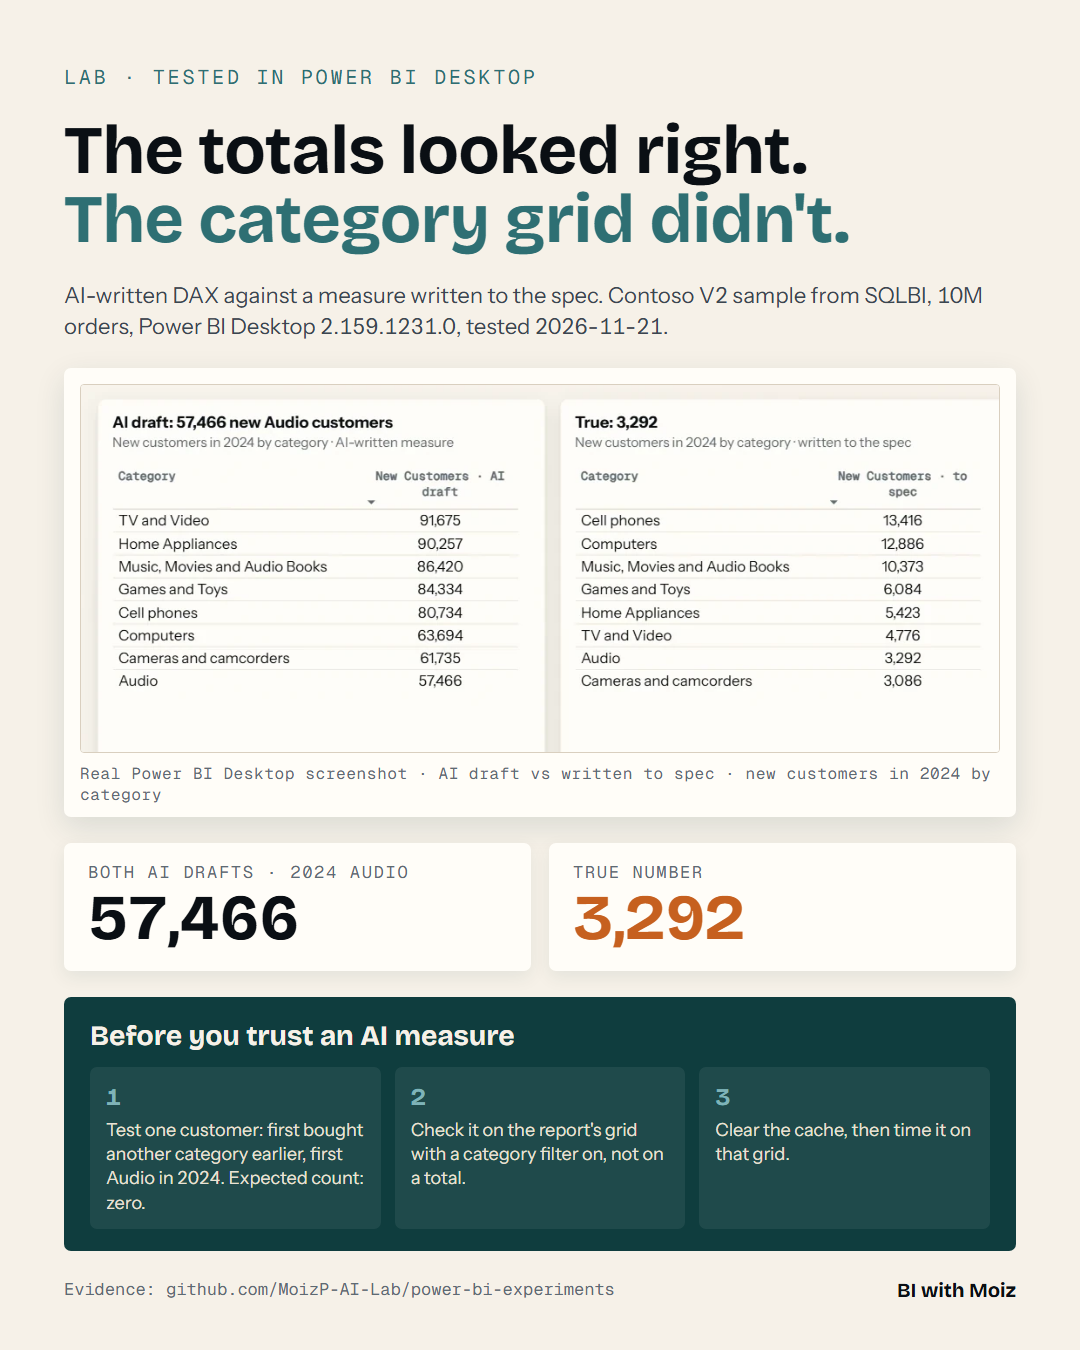 LAB · TESTED IN POWER BI DESKTOP
The totals looked right.
The category grid didn't.
AI-written DAX against a measure written to the spec. Contoso V2 sample from SQLBI, 10M
orders, Power BI Desktop 2.159.1231.0, tested 2026-11-21.
AI draft: 57,466 new Audio customers
New customers in 2024 by category · AI-written measure
Category New Customers · AI
draft
TV and Video 91,675
Home Appliances 90,257
Music, Movies and Audio Books 86,420
Games and Toys 84,334
Cell phones 80,734
Computers 63,694
Cameras and camcorders 61,735
Audio 57,466
True: 3,292
New customers in 2024 by category · written to the spec
Category New Customers · to
spec
Cell phones 13,416
Computers 12,886
Music, Movies and Audio Books 10,373
Games and Toys 6,084
Home Appliances 5,423
TV and Video 4,776
Audio 3,292
Cameras and camcorders 3,086
Real Power BI Desktop screenshot · AI draft vs written to spec · new customers in 2024 by
category
BOTH AI DRAFTS · 2024 AUDIO
57,466
TRUE NUMBER
3,292
Before you trust an AI measure
1
Test one customer: first bought
another category earlier, first
Audio in 2024. Expected count:
zero.
2
Check it on the report's grid
with a category filter on, not on
a total.
3
Clear the cache, then time it on
that grid.
Evidence: github.com/MoizP-AI-Lab/power-bi-experiments
BI with Moiz